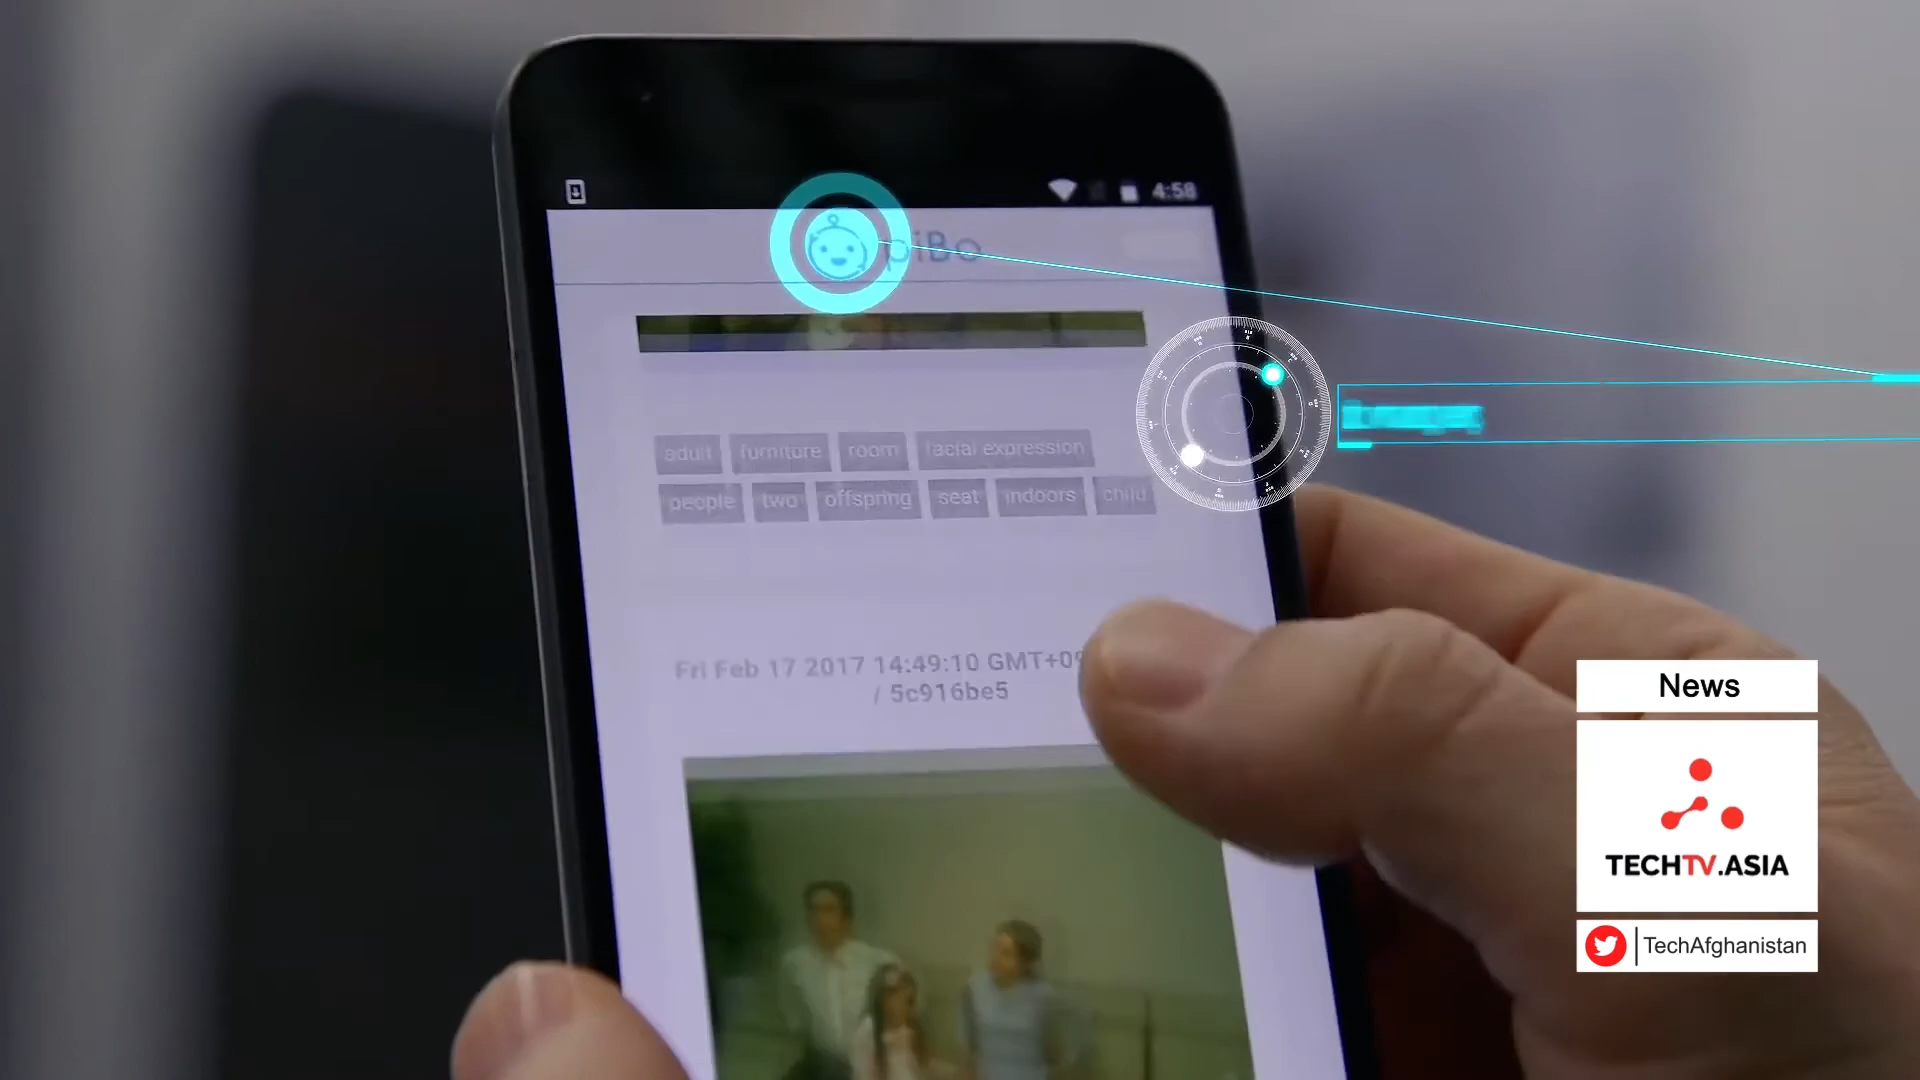 4:58
piBo
adult furniture room facial expression
people two offspring seat indoors child
Fri Feb 17 2017 14:49:10 GMT+09
/ 5c916be5
News
TECHTV.ASIA
TechAfghanistan